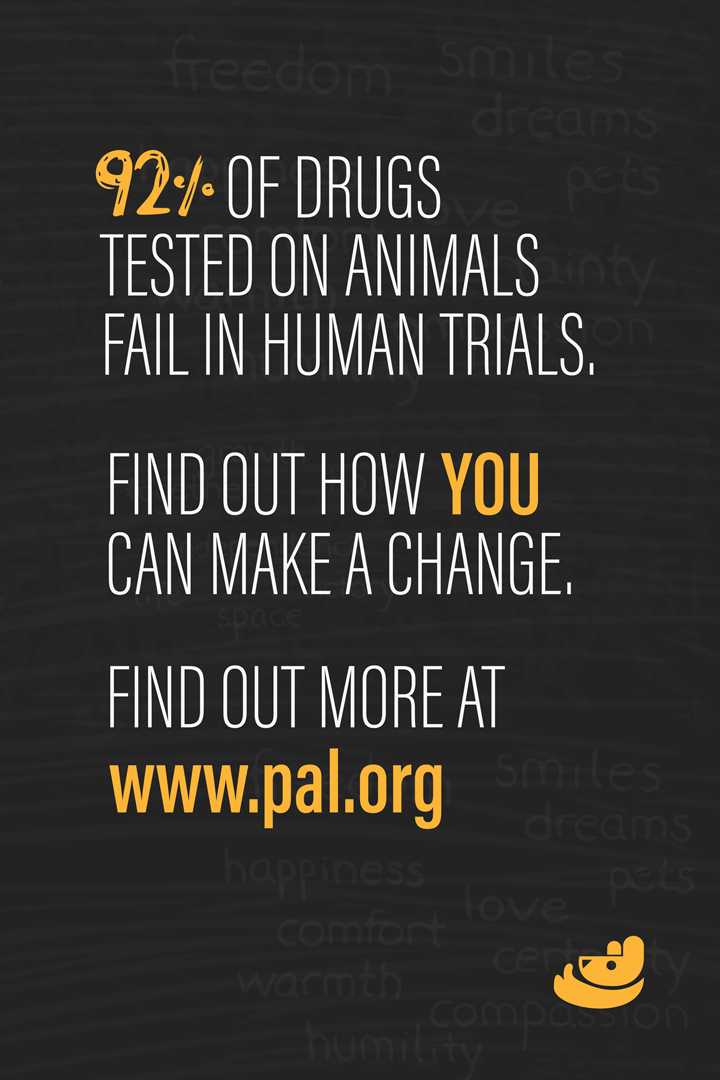 freedom
smiles
dreams
pets
92% OF DRUGS
love
TESTED ON ANIMALS
FAIL IN HUMAN TRIALS.
FIND OUT HOW YOU
CAN MAKE A CHANGE.
space
FIND OUT MORE AT
www.pal.org
smiles
dreams
happiness
pets
love
comfort
certainty
warmth
compassion
humility